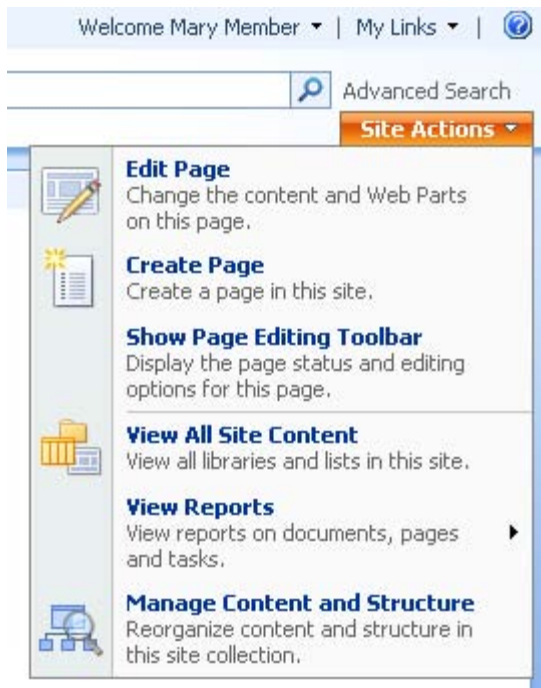 Welcome Mary Member | My Links |
Advanced Search
Site Actions
Edit Page
Change the content and Web Parts
on this page.
Create Page
Create a page in this site.
Show Page Editing Toolbar
Display the page status and editing
options for this page.
View All Site Content
View all libraries and lists in this site.
View Reports
View reports on documents, pages
and tasks.
Manage Content and Structure
Reorganize content and structure in
this site collection.